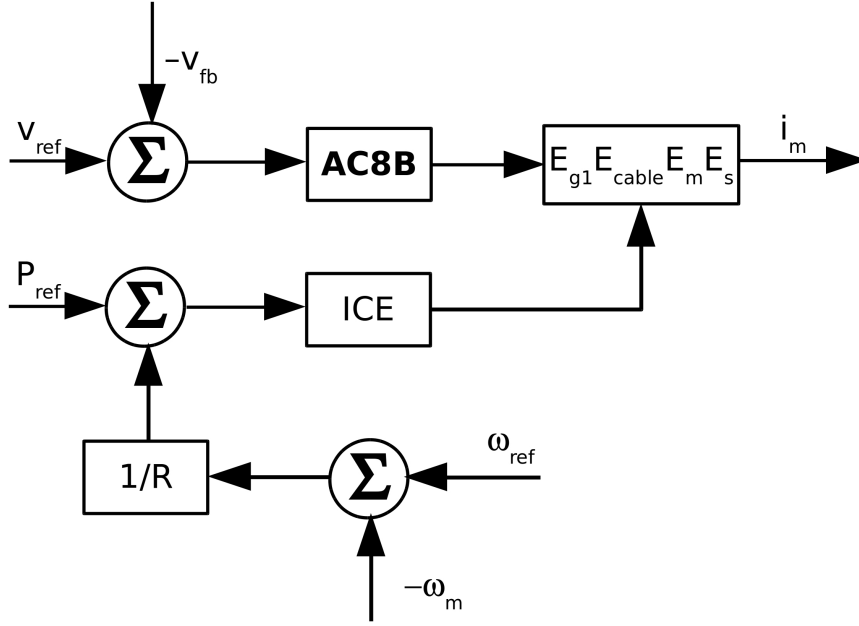 –v_fb
v_ref
Σ
AC8B
E_g1 E_cable E_m E_s
i_m
P_ref
Σ
ICE
1/R
Σ
ω_ref
–ω_m